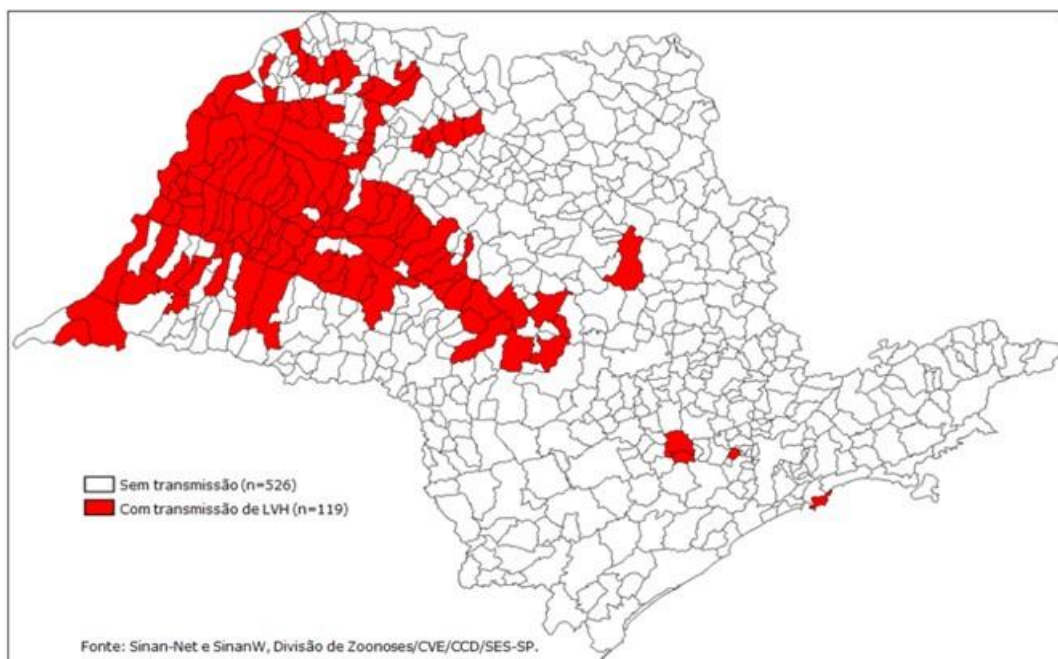 Sem transmissão (n=526)
Com transmissão de LVH (n=119)
Fonte: Sinan-Net e SinanW, Divisão de Zoonoses/CVE/CCD/SES-SP.